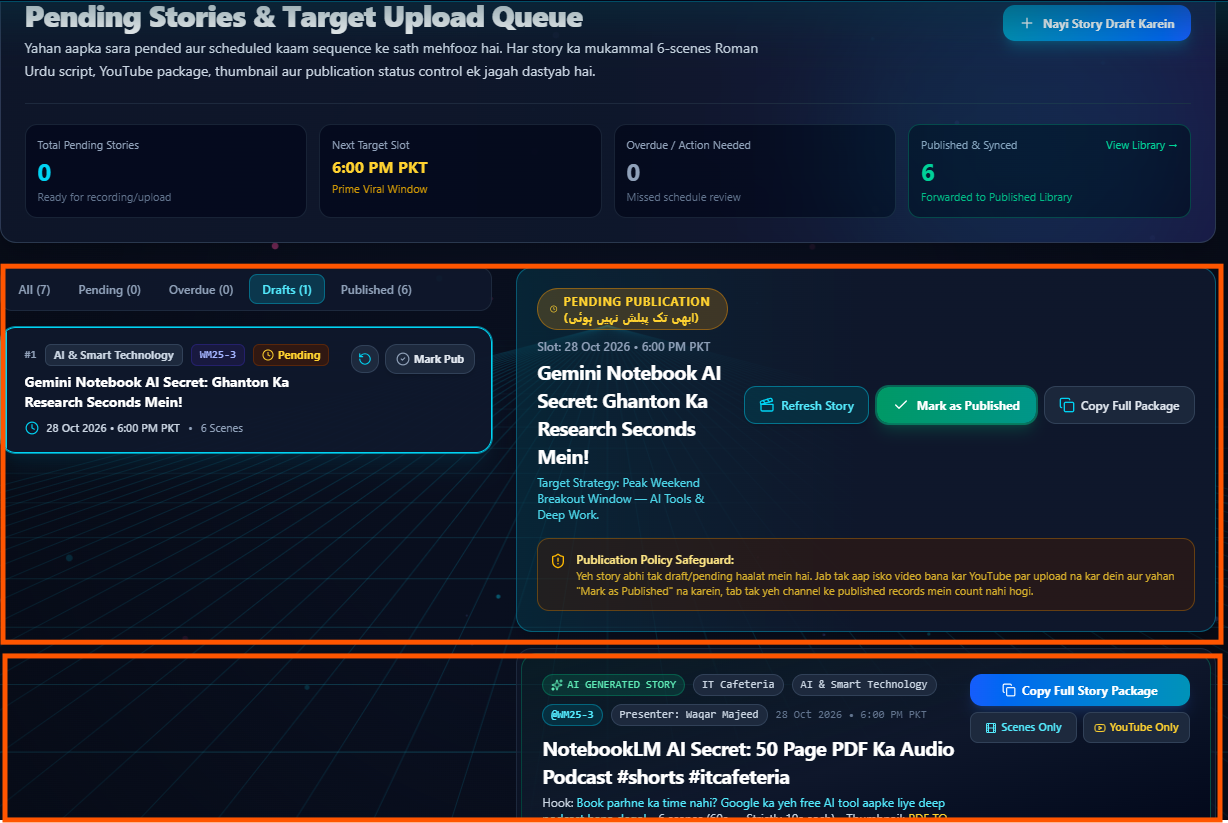 Pending Stories & Target Upload Queue
Nayi Story Draft Karein
Yahan aapka sara pended aur scheduled kaam sequence ke sath mehfooz hai. Har story ka mukammal 6-scenes Roman
Urdu script, YouTube package, thumbnail aur publication status control ek jagah dastyab hai.
Total Pending Stories
0
Ready for recording/upload
Next Target Slot
6:00 PM PKT
Prime Viral Window
Overdue / Action Needed
0
Missed schedule review
Published & Synced
View Library →
6
Forwarded to Published Library
All (7) Pending (0) Overdue (0) Drafts (1) Published (6)
#1 AI & Smart Technology WM25-3 Pending Mark Pub
Gemini Notebook AI Secret: Ghanton Ka
Research Seconds Mein!
28 Oct 2026 • 6:00 PM PKT • 6 Scenes
PENDING PUBLICATION
(ابھی تک پبلش نہیں ہوئی)
Slot: 28 Oct 2026 • 6:00 PM PKT
Gemini Notebook AI
Secret: Ghanton Ka
Research Seconds
Mein!
Target Strategy: Peak Weekend
Breakout Window — AI Tools &
Deep Work.
Refresh Story
Mark as Published
Copy Full Package
Publication Policy Safeguard:
Yeh story abhi tak draft/pending haalat mein hai. Jab tak aap isko video bana kar YouTube par upload na kar dein aur yahan
"Mark as Published" na karein, tab tak yeh channel ke published records mein count nahi hogi.
AI GENERATED STORY IT Cafeteria AI & Smart Technology
@WM25-3 Presenter: Waqar Majeed 28 Oct 2026 • 6:00 PM PKT
NotebookLM AI Secret: 50 Page PDF Ka Audio
Podcast #shorts #itcafeteria
Hook: Book parhne ka time nahi? Google ka yeh free AI tool aapke liye deep
Copy Full Story Package
Scenes Only
YouTube Only